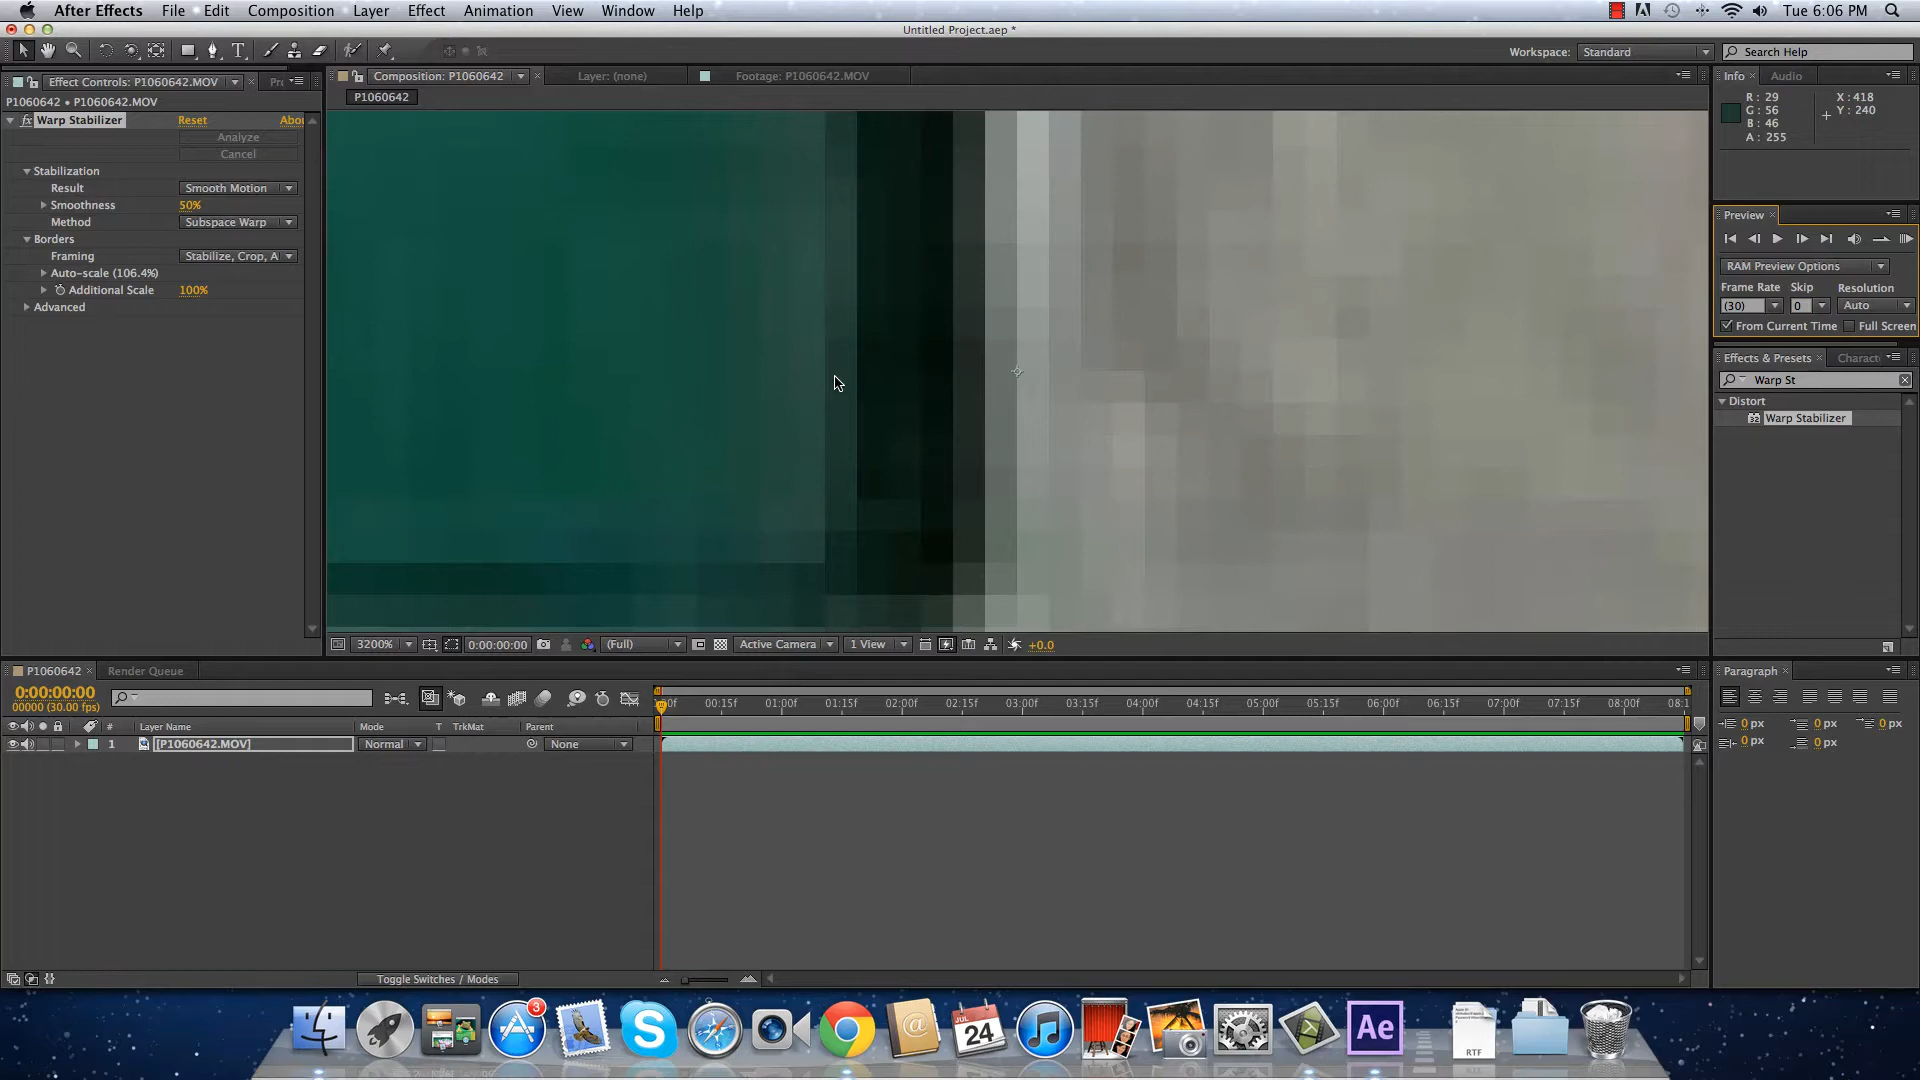 After Effects File Edit Composition Layer Effect Animation View Window Help Tue 6:06 PM
Untitled Project.aep *
T Workspace: Standard Search Help
Effect Controls: P1060642.MOV
Composition: P1060642 Layer: (none) Footage: P1060642.MOV
Info Audio
P1060642 • P1060642.MOV
P1060642
R: 29 X: 418
G: 56 Y: 240
B: 46
A: 255
fx Warp Stabilizer Reset Abou
Analyze
Cancel
Stabilization
Result Smooth Motion
Smoothness 50%
Method Subspace Warp
Borders
Framing Stabilize, Crop, A
Auto-scale (106.4%)
Additional Scale 100%
Advanced
Preview
RAM Preview Options
Frame Rate Skip Resolution
(30) 0 Auto
From Current Time Full Screen
Effects & Presets Charact
Warp St
Distort
32 Warp Stabilizer
3200% 0:00:00:00 (Full) Active Camera 1 View +0.0
P1060642 Render Queue
Paragraph
0:00:00:00
00000 (30.00 fps)
00f 00:15f 01:00f 01:15f 02:00f 02:15f 03:00f 03:15f 04:00f 04:15f 05:00f 05:15f 06:00f 06:15f 07:00f 07:15f 08:00f 08:1
# Layer Name Mode T TrkMat Parent
1 [P1060642.MOV] Normal None
0 px 0 px 0 px
0 px 0 px
Toggle Switches / Modes
3
JUL
24
Ae
RTF